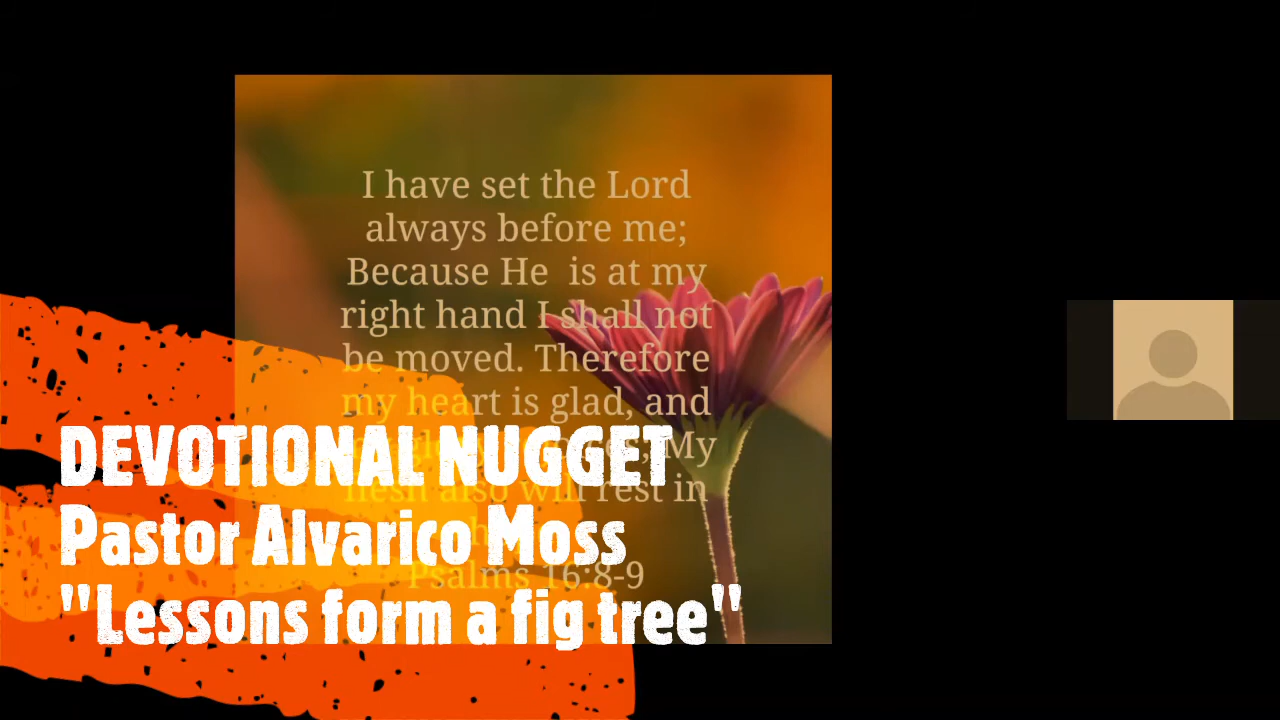 I have set the Lord
always before me;
Because He is at my
right hand I shall not
be moved. Therefore
my heart is glad, and
My
flesh also will rest in
Psalms 16:8-9
DEVOTIONAL NUGGET
Pastor Alvarico Moss
"Lessons form a fig tree"